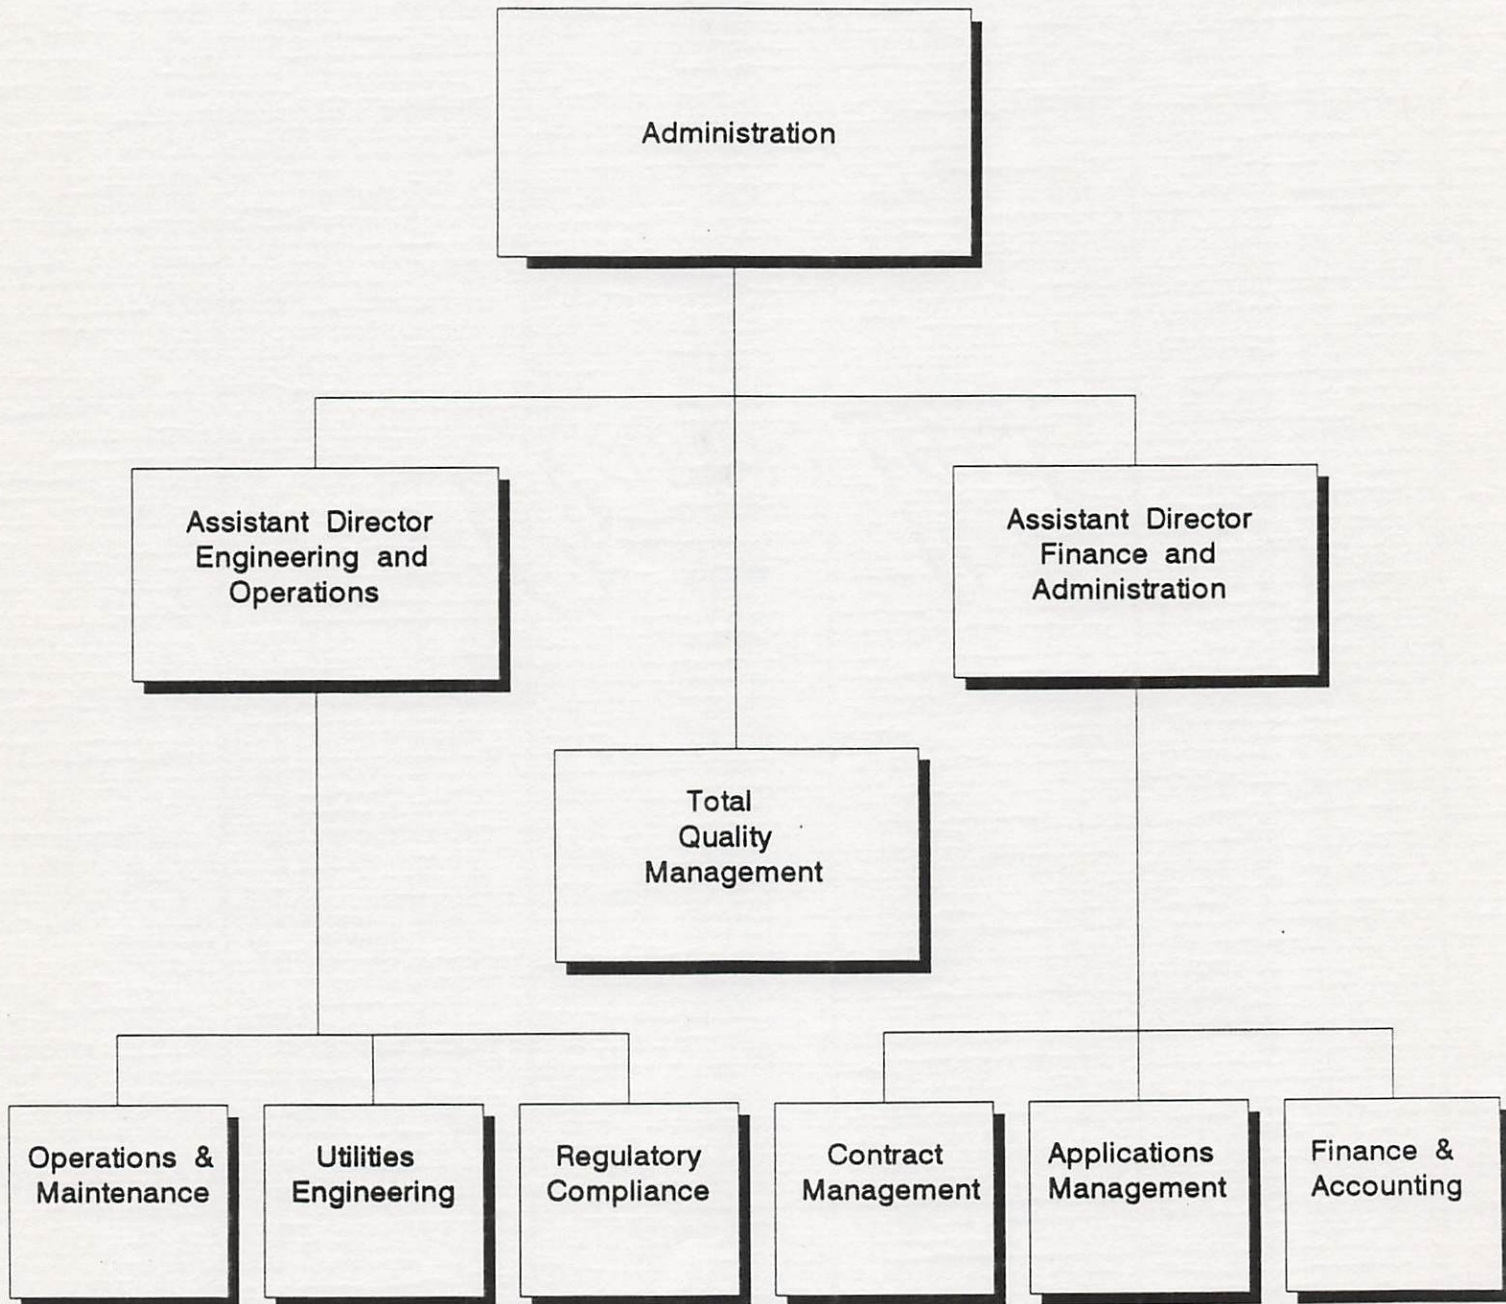 Administration
Assistant Director
Engineering and
Operations
Assistant Director
Finance and
Administration
Total
Quality
Management
Operations &
Maintenance
Utilities
Engineering
Regulatory
Compliance
Contract
Management
Applications
Management
Finance &
Accounting